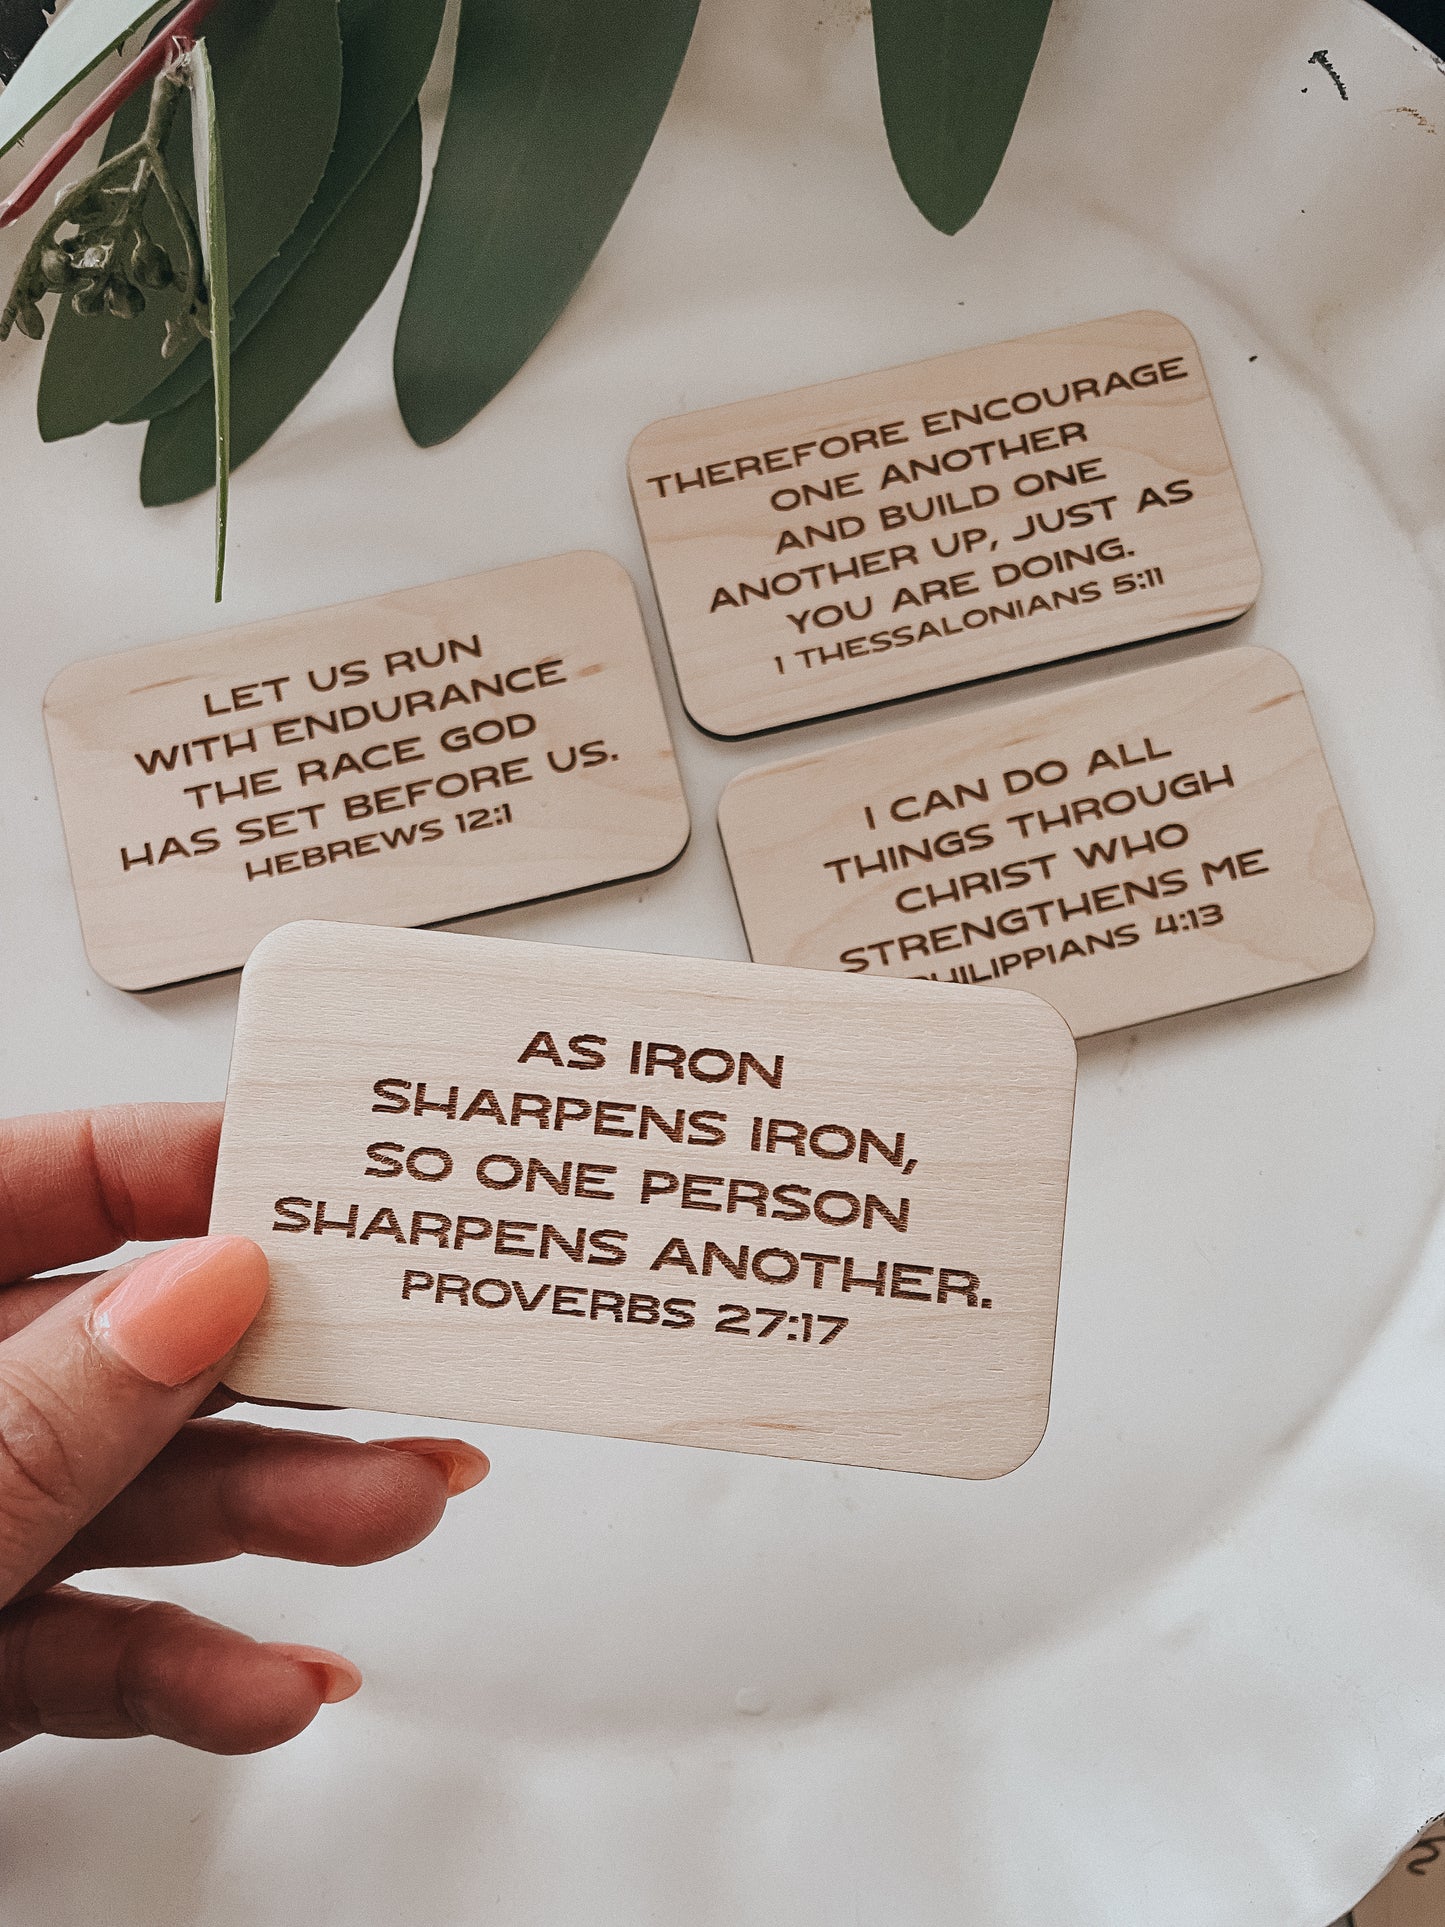 THEREFORE ENCOURAGE
ONE ANOTHER
AND BUILD ONE
ANOTHER UP, JUST AS
YOU ARE DOING.
1 THESSALONIANS 5:11
LET US RUN
WITH ENDURANCE
THE RACE GOD
HAS SET BEFORE US.
HEBREWS 12:1
I CAN DO ALL
THINGS THROUGH
CHRIST WHO
STRENGTHENS ME
PHILIPPIANS 4:13
AS IRON
SHARPENS IRON,
SO ONE PERSON
SHARPENS ANOTHER.
PROVERBS 27:17